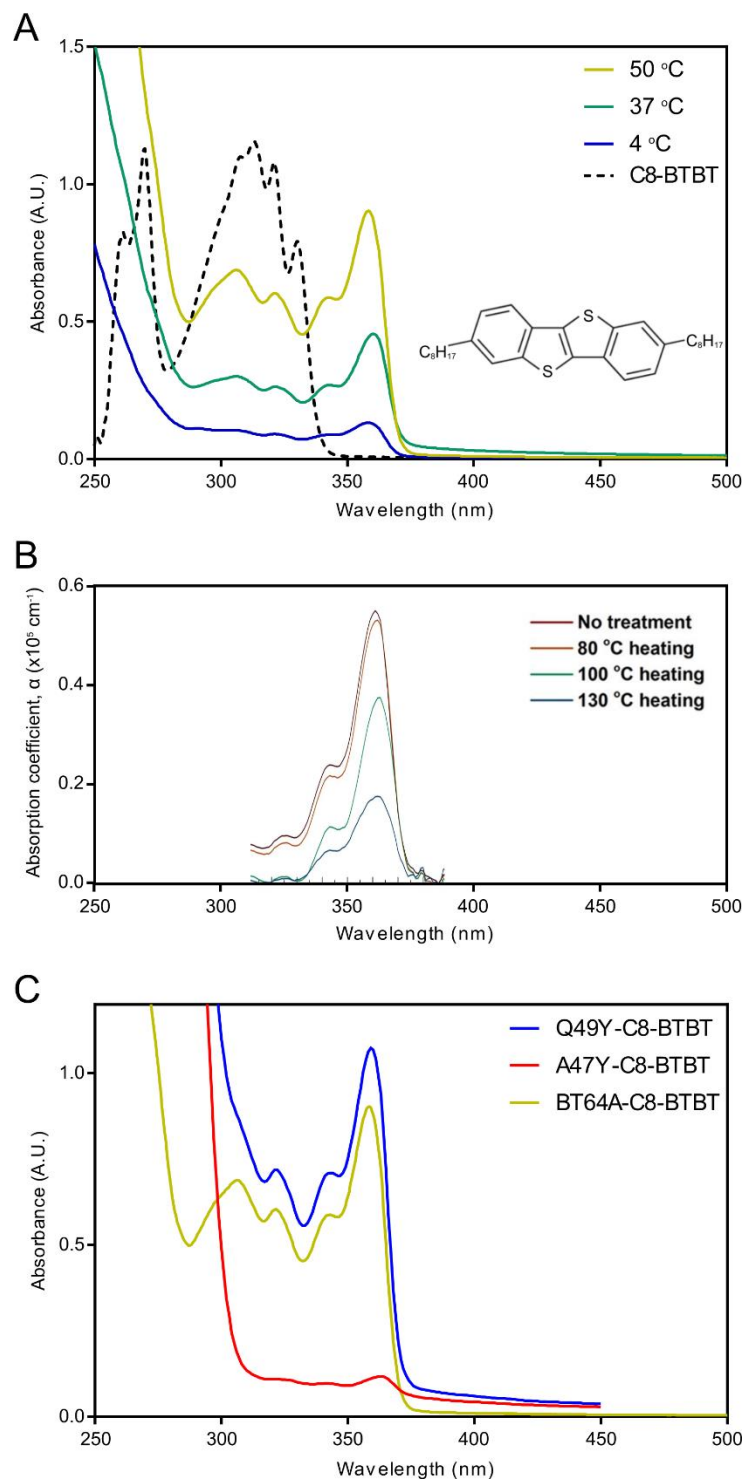 A
1.5
1.0
0.5
0.0
Absorbance (A.U.)
50 °C
37 °C
4 °C
C8-BTBT
C₈H₁₇
S
S
C₈H₁₇
250 300 350 400 450 500
Wavelength (nm)
B
0.6
0.4
0.2
0.0
Absorption coefficient, α (x10⁵ cm⁻¹)
No treatment
80 °C heating
100 °C heating
130 °C heating
250 300 350 400 450 500
Wavelength (nm)
C
1.0
0.5
0.0
Absorbance (A.U.)
Q49Y-C8-BTBT
A47Y-C8-BTBT
BT64A-C8-BTBT
250 300 350 400 450 500
Wavelength (nm)